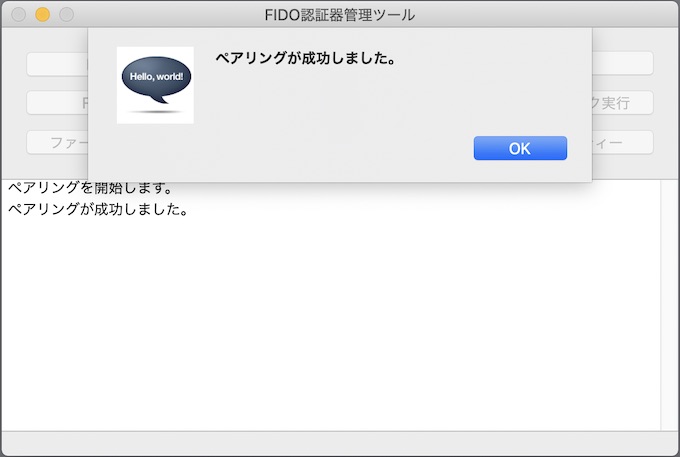 FIDO認証器管理ツール
Hello, world!
ペアリングが成功しました。
ク実行
ファー
ィー
OK
ペアリングを開始します。
ペアリングが成功しました。